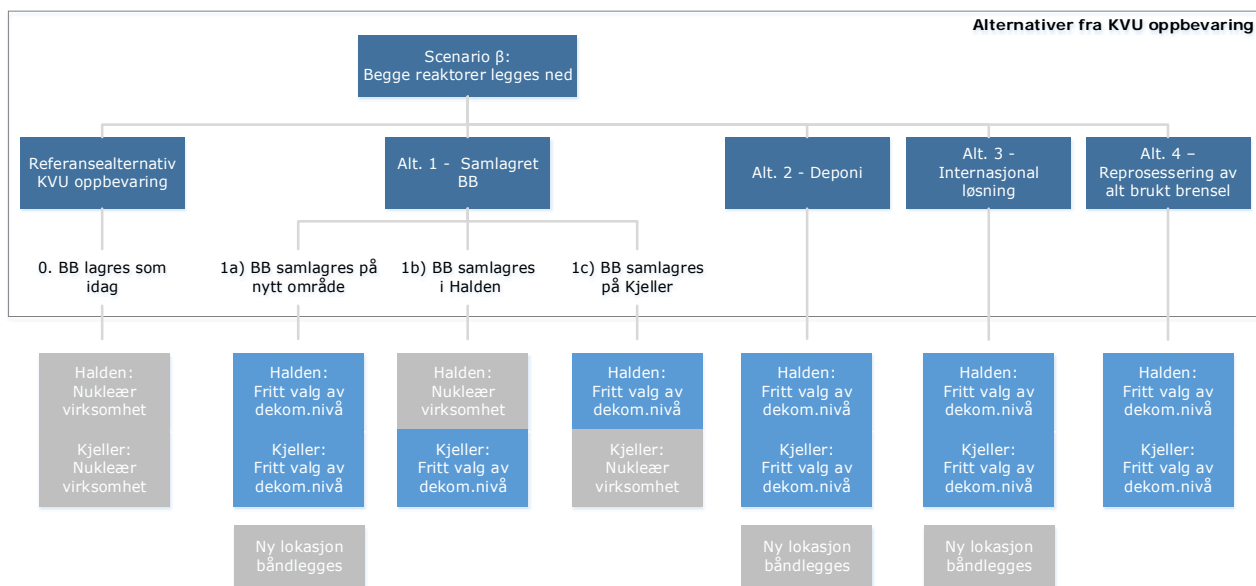 Alternativer fra KVU oppbevaring
Scenario β:
Begge reaktorer legges ned
Referansealternativ
KVU oppbevaring
Alt. 1 - Samlagret
BB
Alt. 2 - Deponi
Alt. 3 -
Internasjonal
løsning
Alt. 4 –
Reprosessering av
alt brukt brensel
0. BB lagres som
idag
1a) BB samlagres på
nytt område
1b) BB samlagres
i Halden
1c) BB samlagres
på Kjeller
Halden:
Nukleær
virksomhet
Kjeller:
Nukleær
virksomhet
Halden:
Fritt valg av
dekom.nivå
Kjeller:
Fritt valg av
dekom.nivå
Ny lokasjon
båndlegges
Halden:
Nukleær
virksomhet
Kjeller:
Fritt valg av
dekom.nivå
Halden:
Fritt valg av
dekom.nivå
Kjeller:
Nukleær
virksomhet
Halden:
Fritt valg av
dekom.nivå
Kjeller:
Fritt valg av
dekom.nivå
Ny lokasjon
båndlegges
Halden:
Fritt valg av
dekom.nivå
Kjeller:
Fritt valg av
dekom.nivå
Ny lokasjon
båndlegges
Halden:
Fritt valg av
dekom.nivå
Kjeller:
Fritt valg av
dekom.nivå